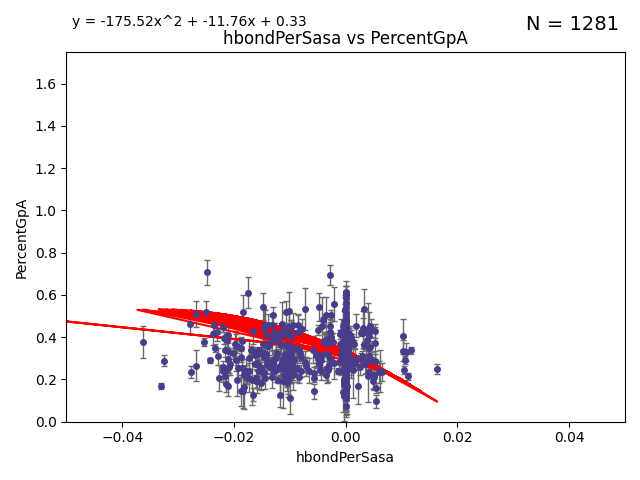 y = -175.52x^2 + -11.76x + 0.33
N = 1281
hbondPerSasa vs PercentGpA
PercentGpA
1.6
1.4
1.2
1.0
0.8
0.6
0.4
0.2
0.0
−0.04
−0.02
0.00
0.02
0.04
hbondPerSasa